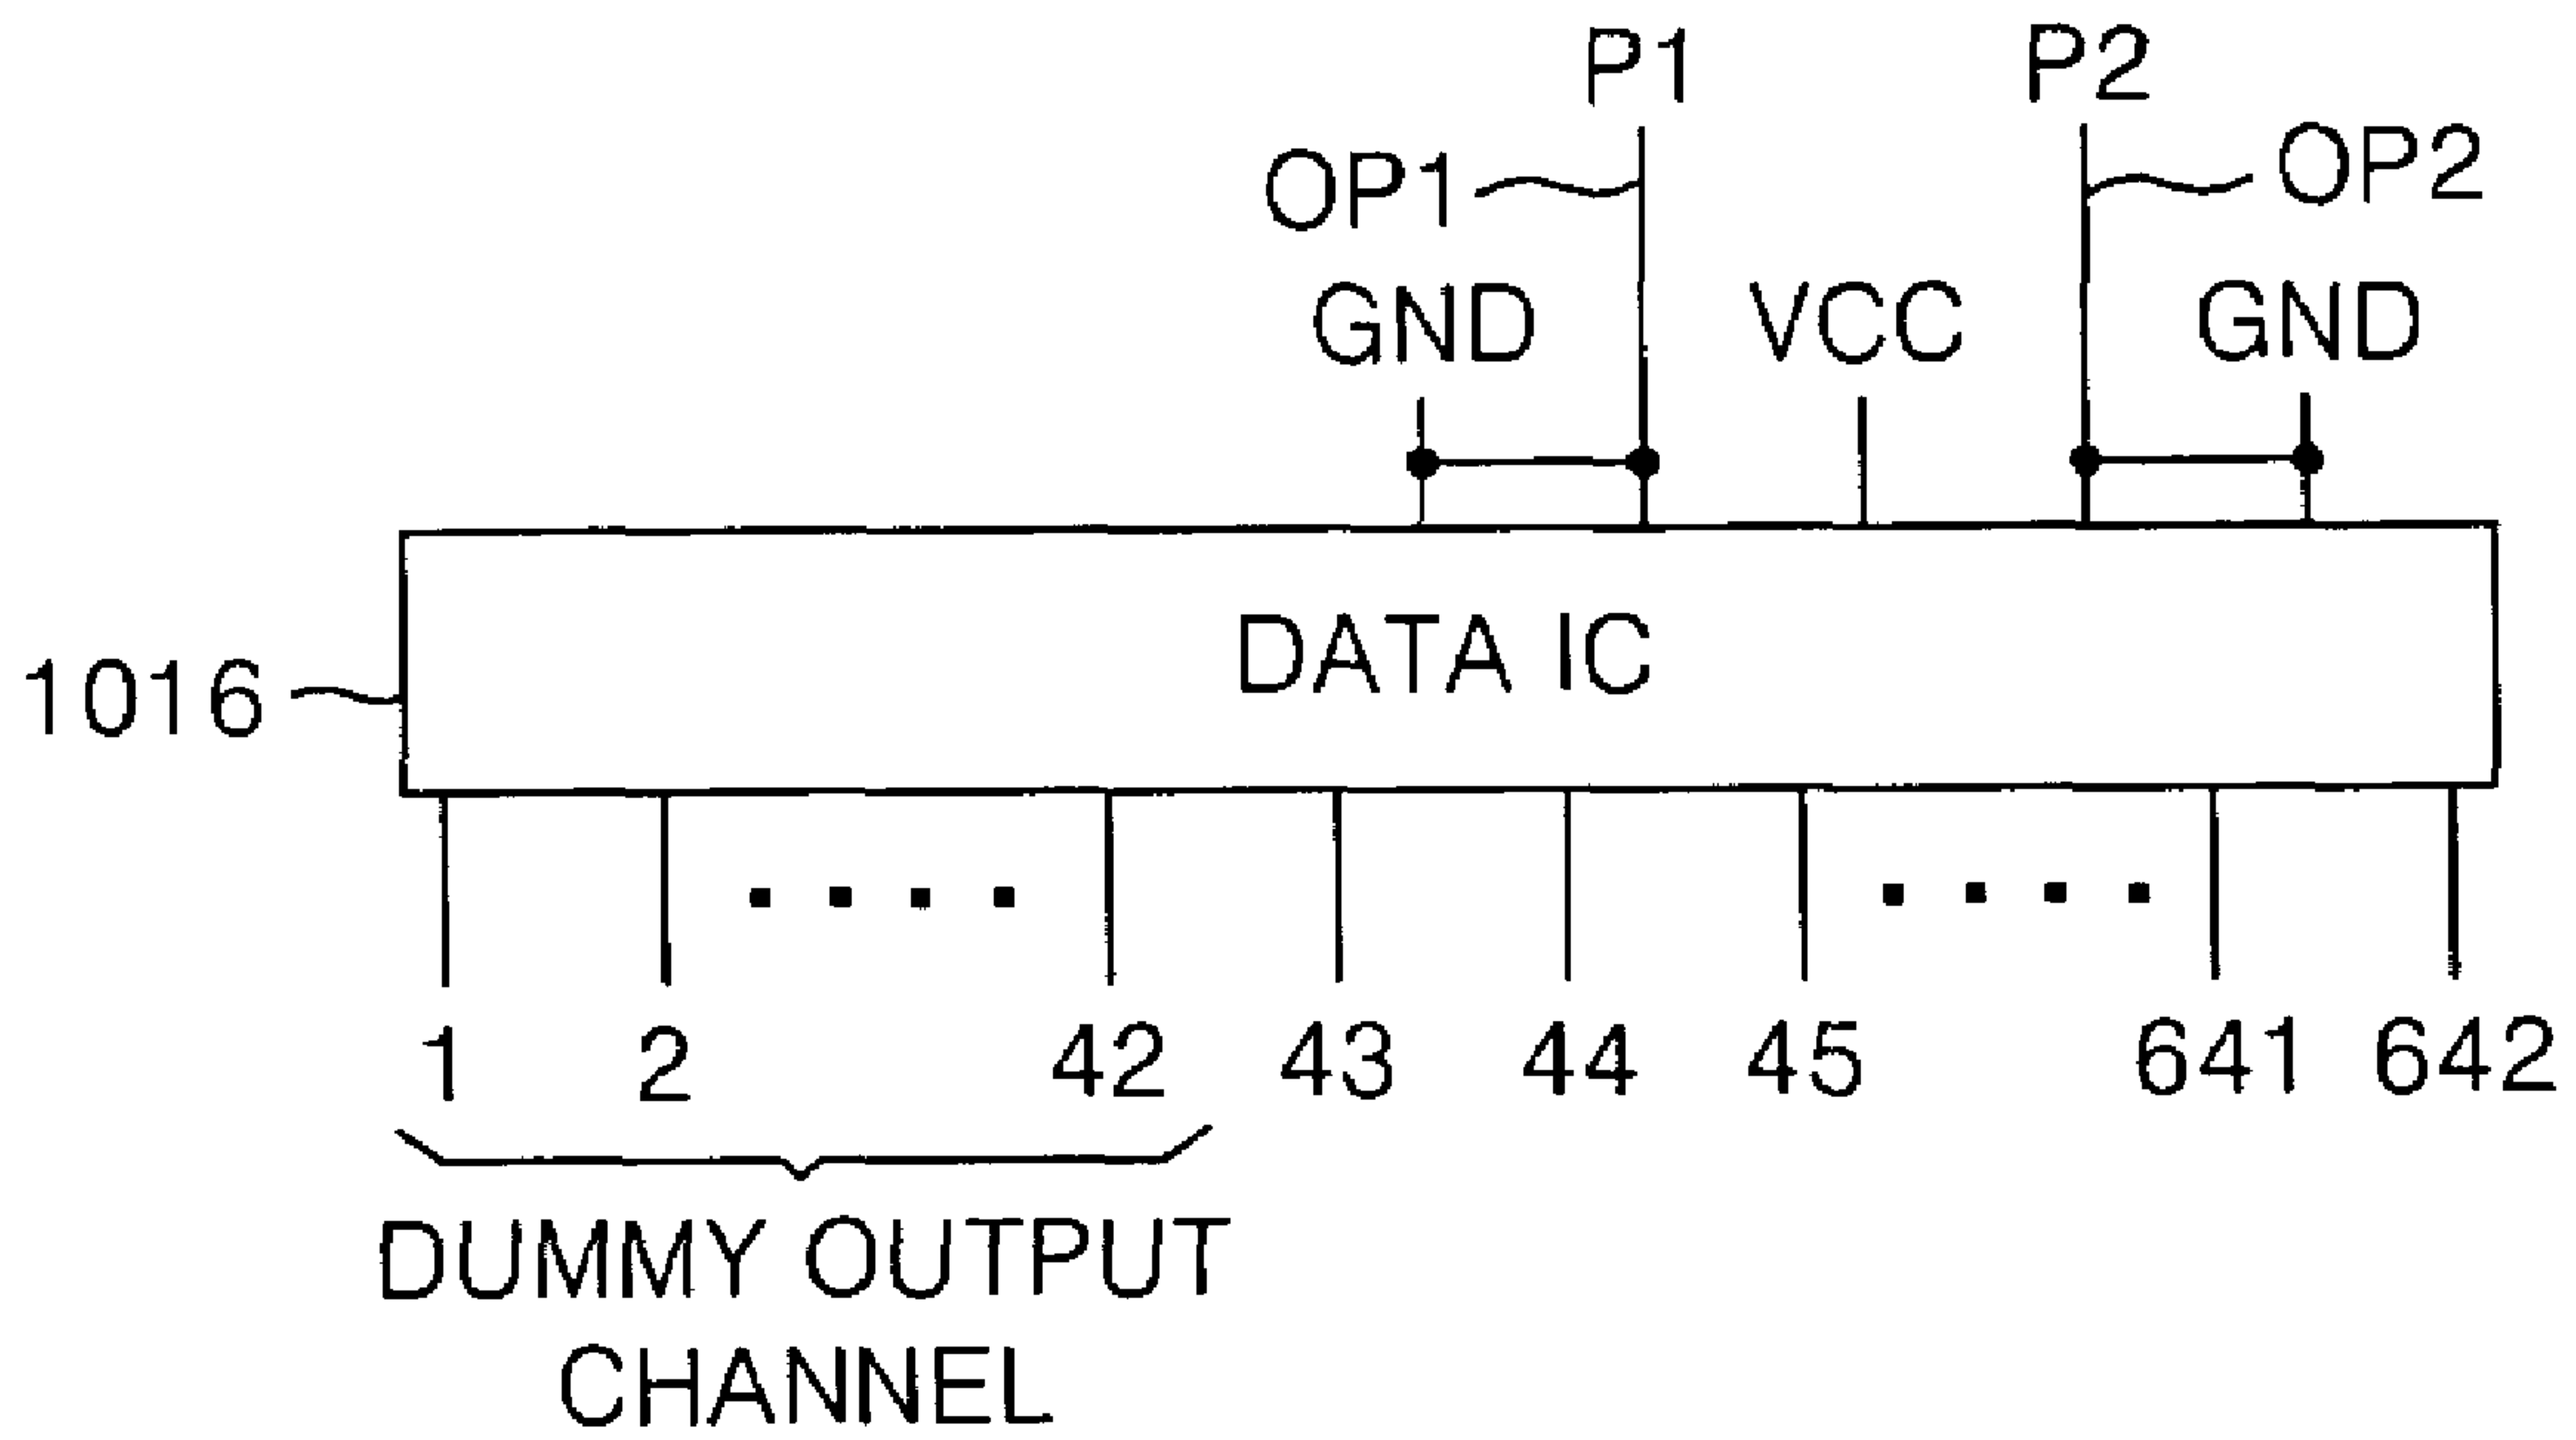 P1 P2
OP1 OP2
GND VCC GND
DATA IC
1016
1 2 42 43 44 45 641 642
DUMMY OUTPUT
CHANNEL